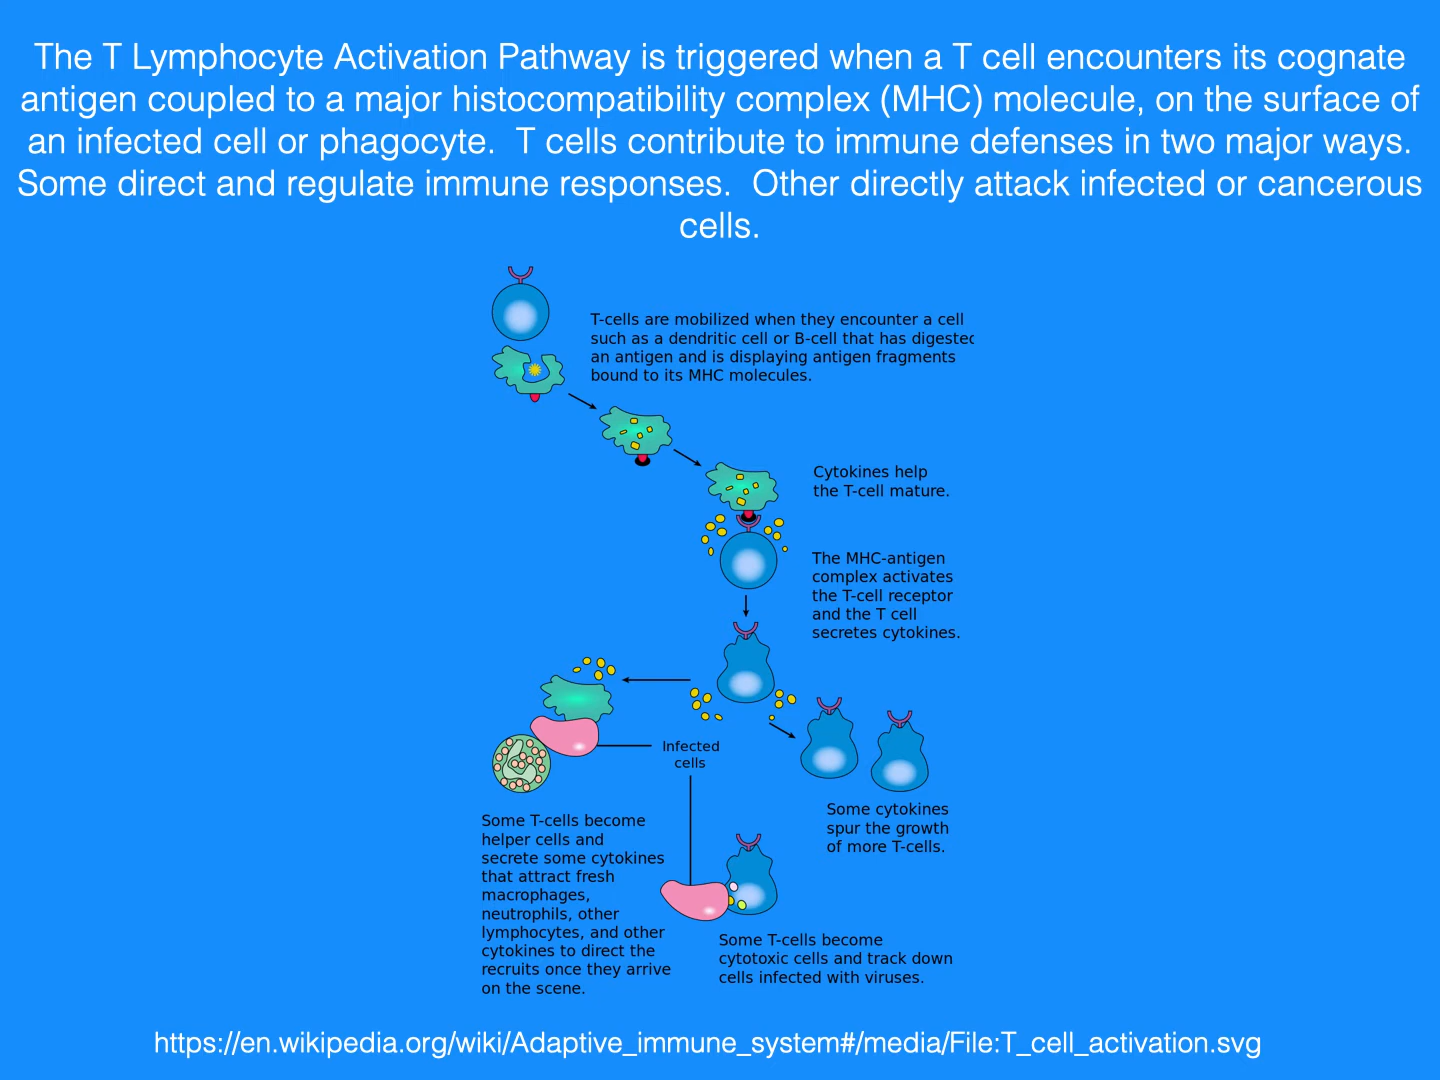 The T Lymphocyte Activation Pathway is triggered when a T cell encounters its cognate
antigen coupled to a major histocompatibility complex (MHC) molecule, on the surface of
an infected cell or phagocyte.  T cells contribute to immune defenses in two major ways.
Some direct and regulate immune responses.  Other directly attack infected or cancerous
cells.
T-cells are mobilized when they encounter a cell
such as a dendritic cell or B-cell that has digested
an antigen and is displaying antigen fragments
bound to its MHC molecules.
Cytokines help
the T-cell mature.
The MHC-antigen
complex activates
the T-cell receptor
and the T cell
secretes cytokines.
Infected
cells
Some cytokines
spur the growth
of more T-cells.
Some T-cells become
helper cells and
secrete some cytokines
that attract fresh
macrophages,
neutrophils, other
lymphocytes, and other
cytokines to direct the
recruits once they arrive
on the scene.
Some T-cells become
cytotoxic cells and track down
cells infected with viruses.
https://en.wikipedia.org/wiki/Adaptive_immune_system#/media/File:T_cell_activation.svg